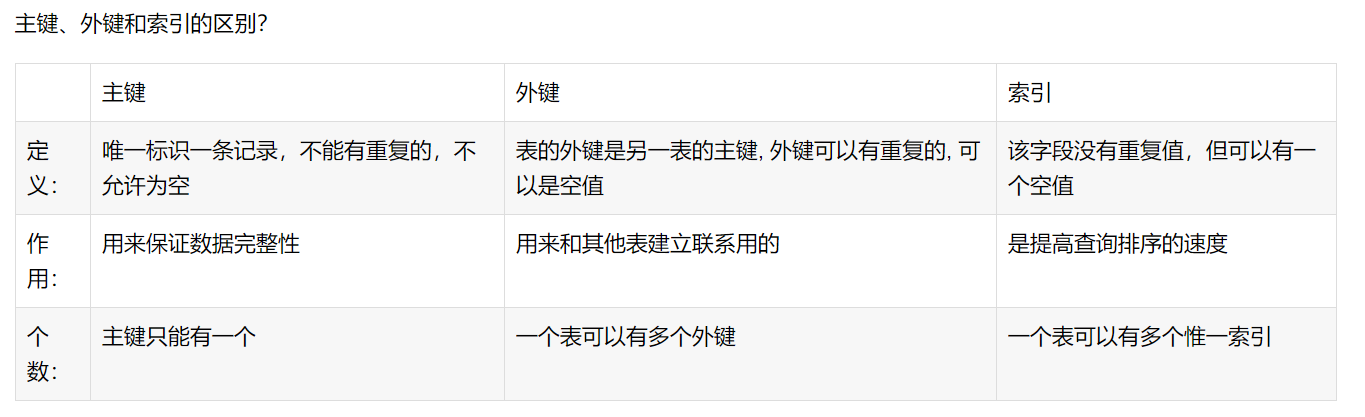 主键、外键和索引的区别？
主键
外键
索引
定
义：
唯一标识一条记录，不能有重复的，不
允许为空
表的外键是另一表的主键, 外键可以有重复的, 可
以是空值
该字段没有重复值，但可以有一
个空值
作
用：
用来保证数据完整性
用来和其他表建立联系用的
是提高查询排序的速度
个
数：
主键只能有一个
一个表可以有多个外键
一个表可以有多个惟一索引